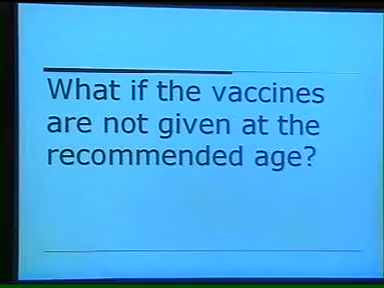 What if the vaccines
are not given at the
recommended age?